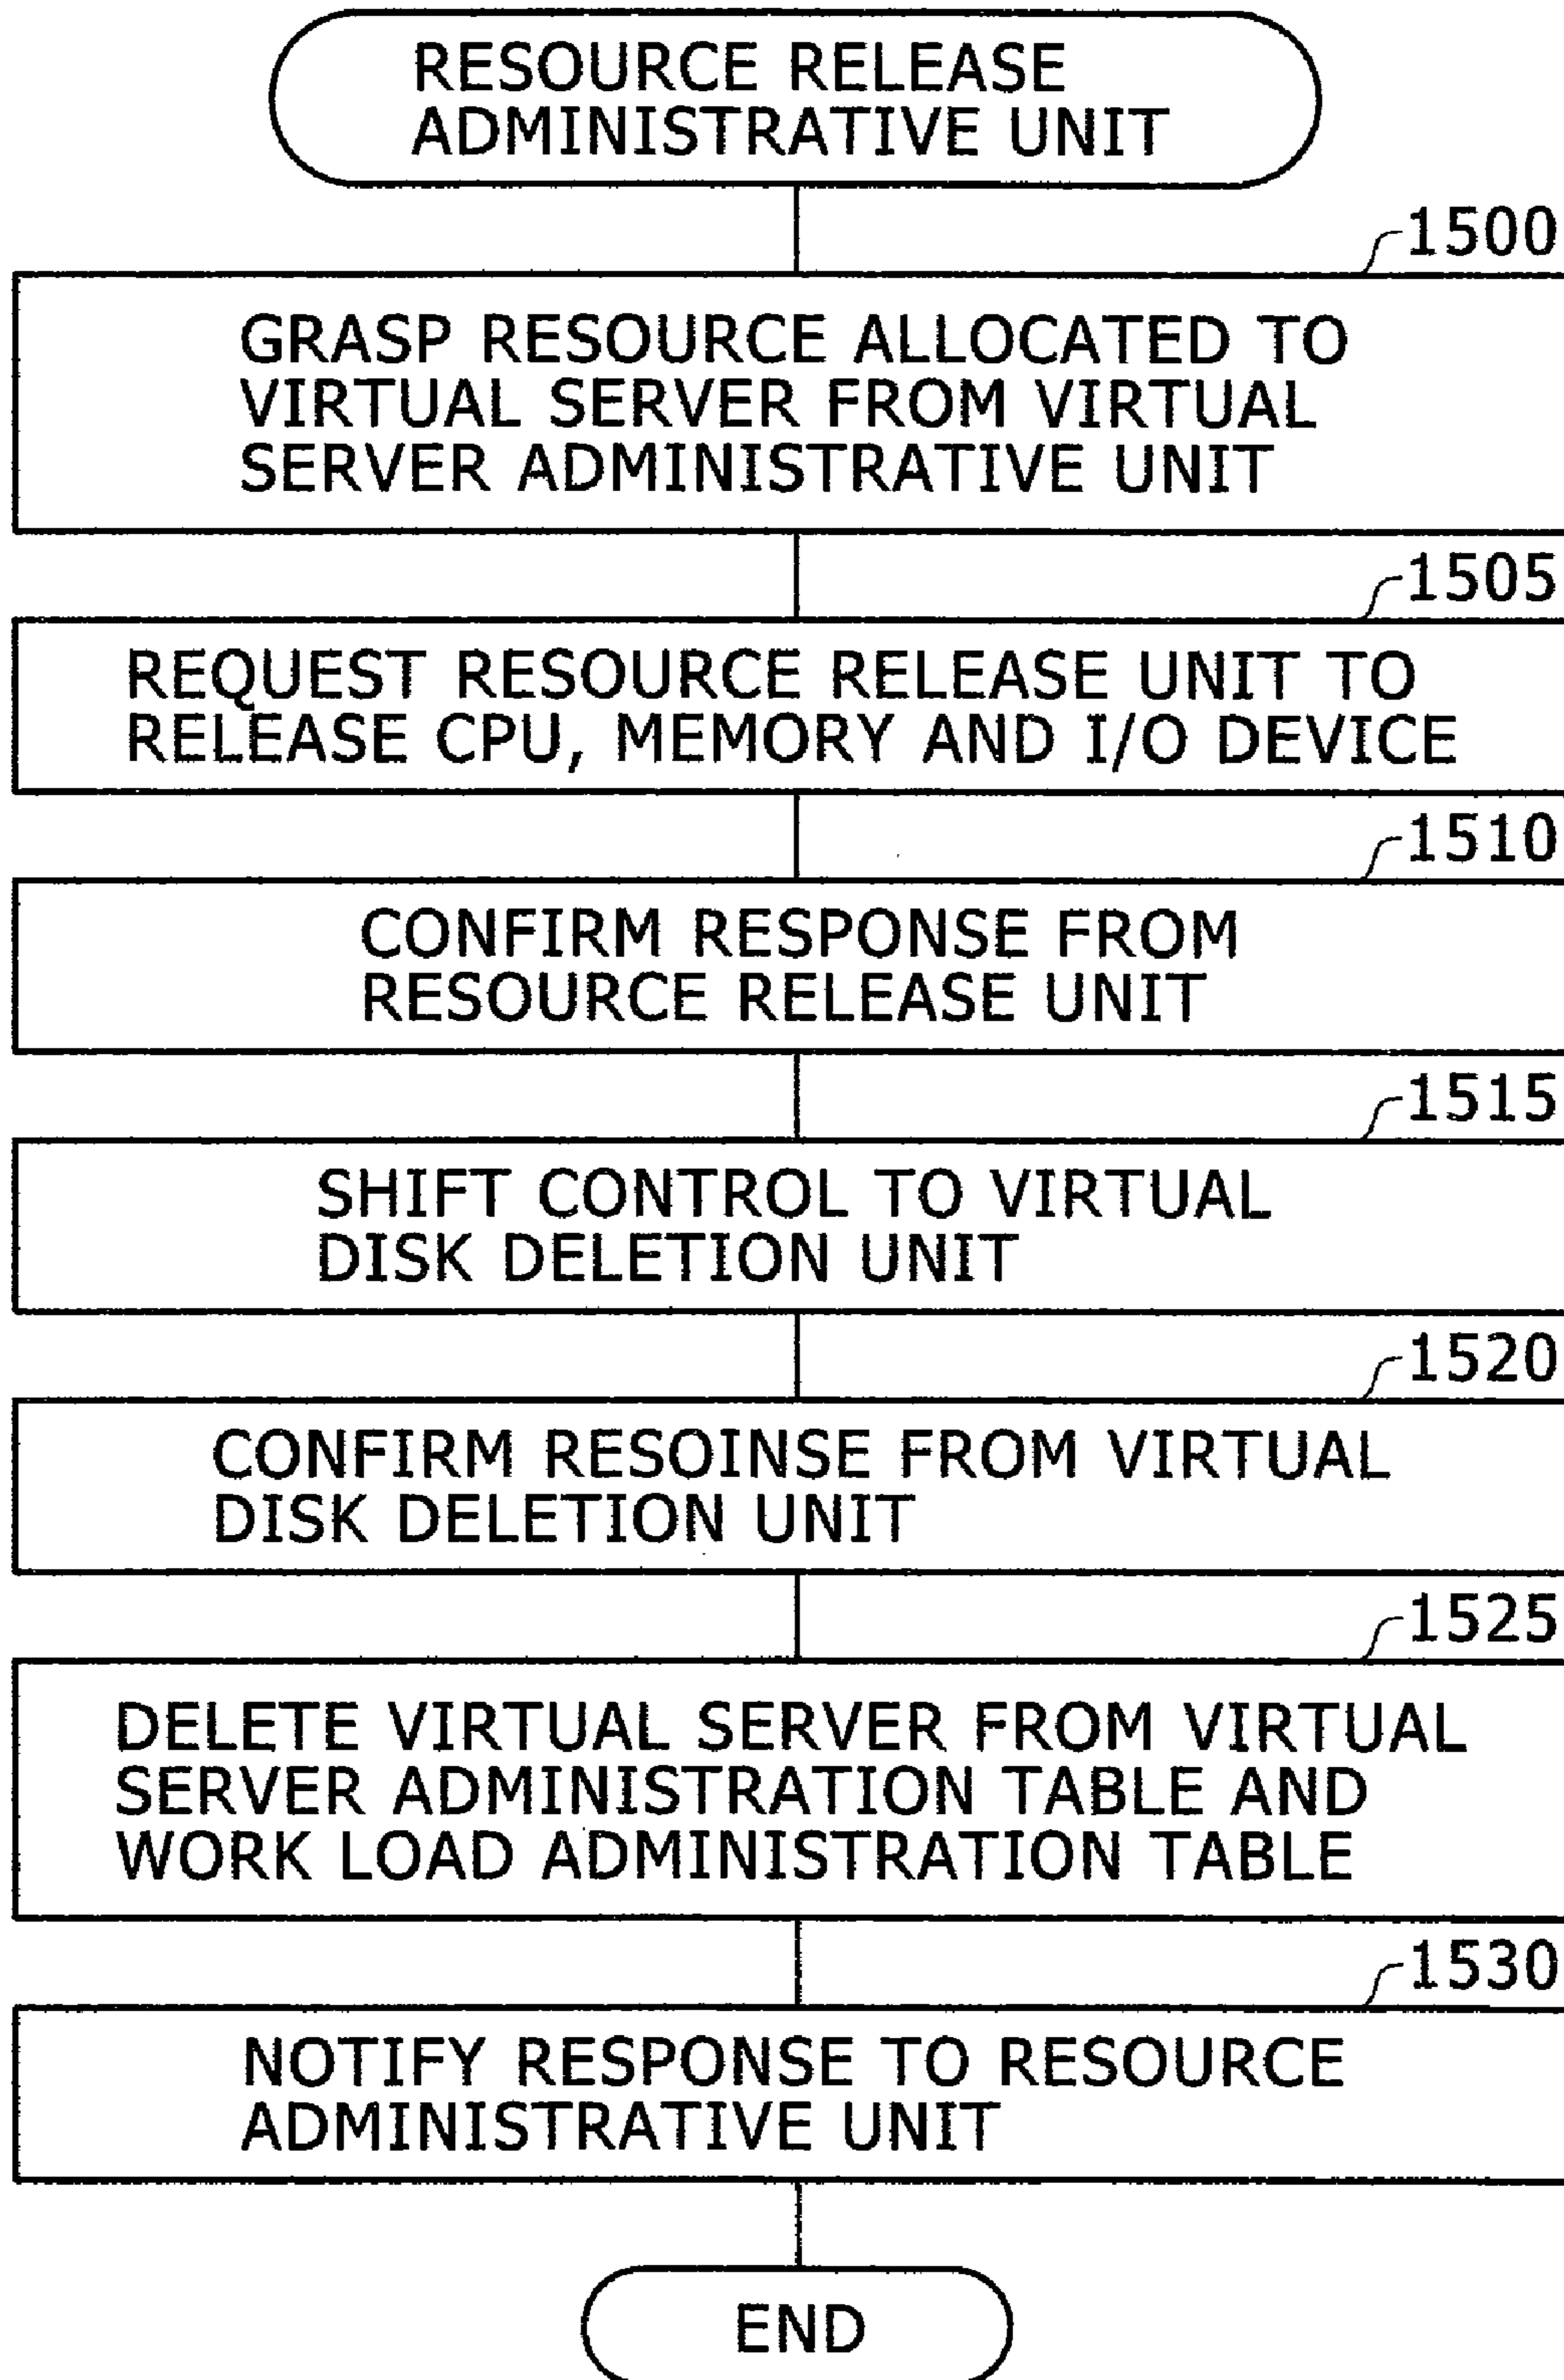 RESOURCE RELEASE
ADMINISTRATIVE UNIT
1500
GRASP RESOURCE ALLOCATED TO
VIRTUAL SERVER FROM VIRTUAL
SERVER ADMINISTRATIVE UNIT
1505
REQUEST RESOURCE RELEASE UNIT TO
RELEASE CPU, MEMORY AND I/O DEVICE
1510
CONFIRM RESPONSE FROM
RESOURCE RELEASE UNIT
1515
SHIFT CONTROL TO VIRTUAL
DISK DELETION UNIT
1520
CONFIRM RESOINSE FROM VIRTUAL
DISK DELETION UNIT
1525
DELETE VIRTUAL SERVER FROM VIRTUAL
SERVER ADMINISTRATION TABLE AND
WORK LOAD ADMINISTRATION TABLE
1530
NOTIFY RESPONSE TO RESOURCE
ADMINISTRATIVE UNIT
END